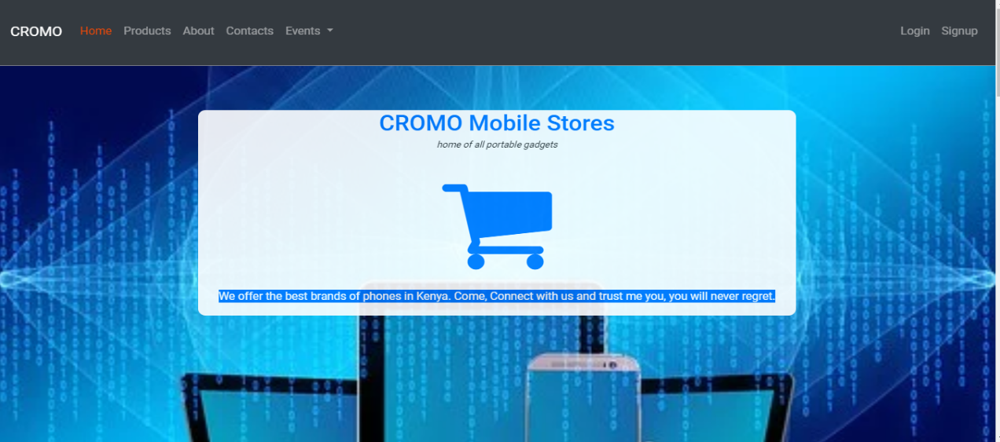 CROMO Home Products About Contacts Events Login Signup
CROMO Mobile Stores
home of all portable gadgets
We offer the best brands of phones in Kenya. Come, Connect with us and trust me you, you will never regret.